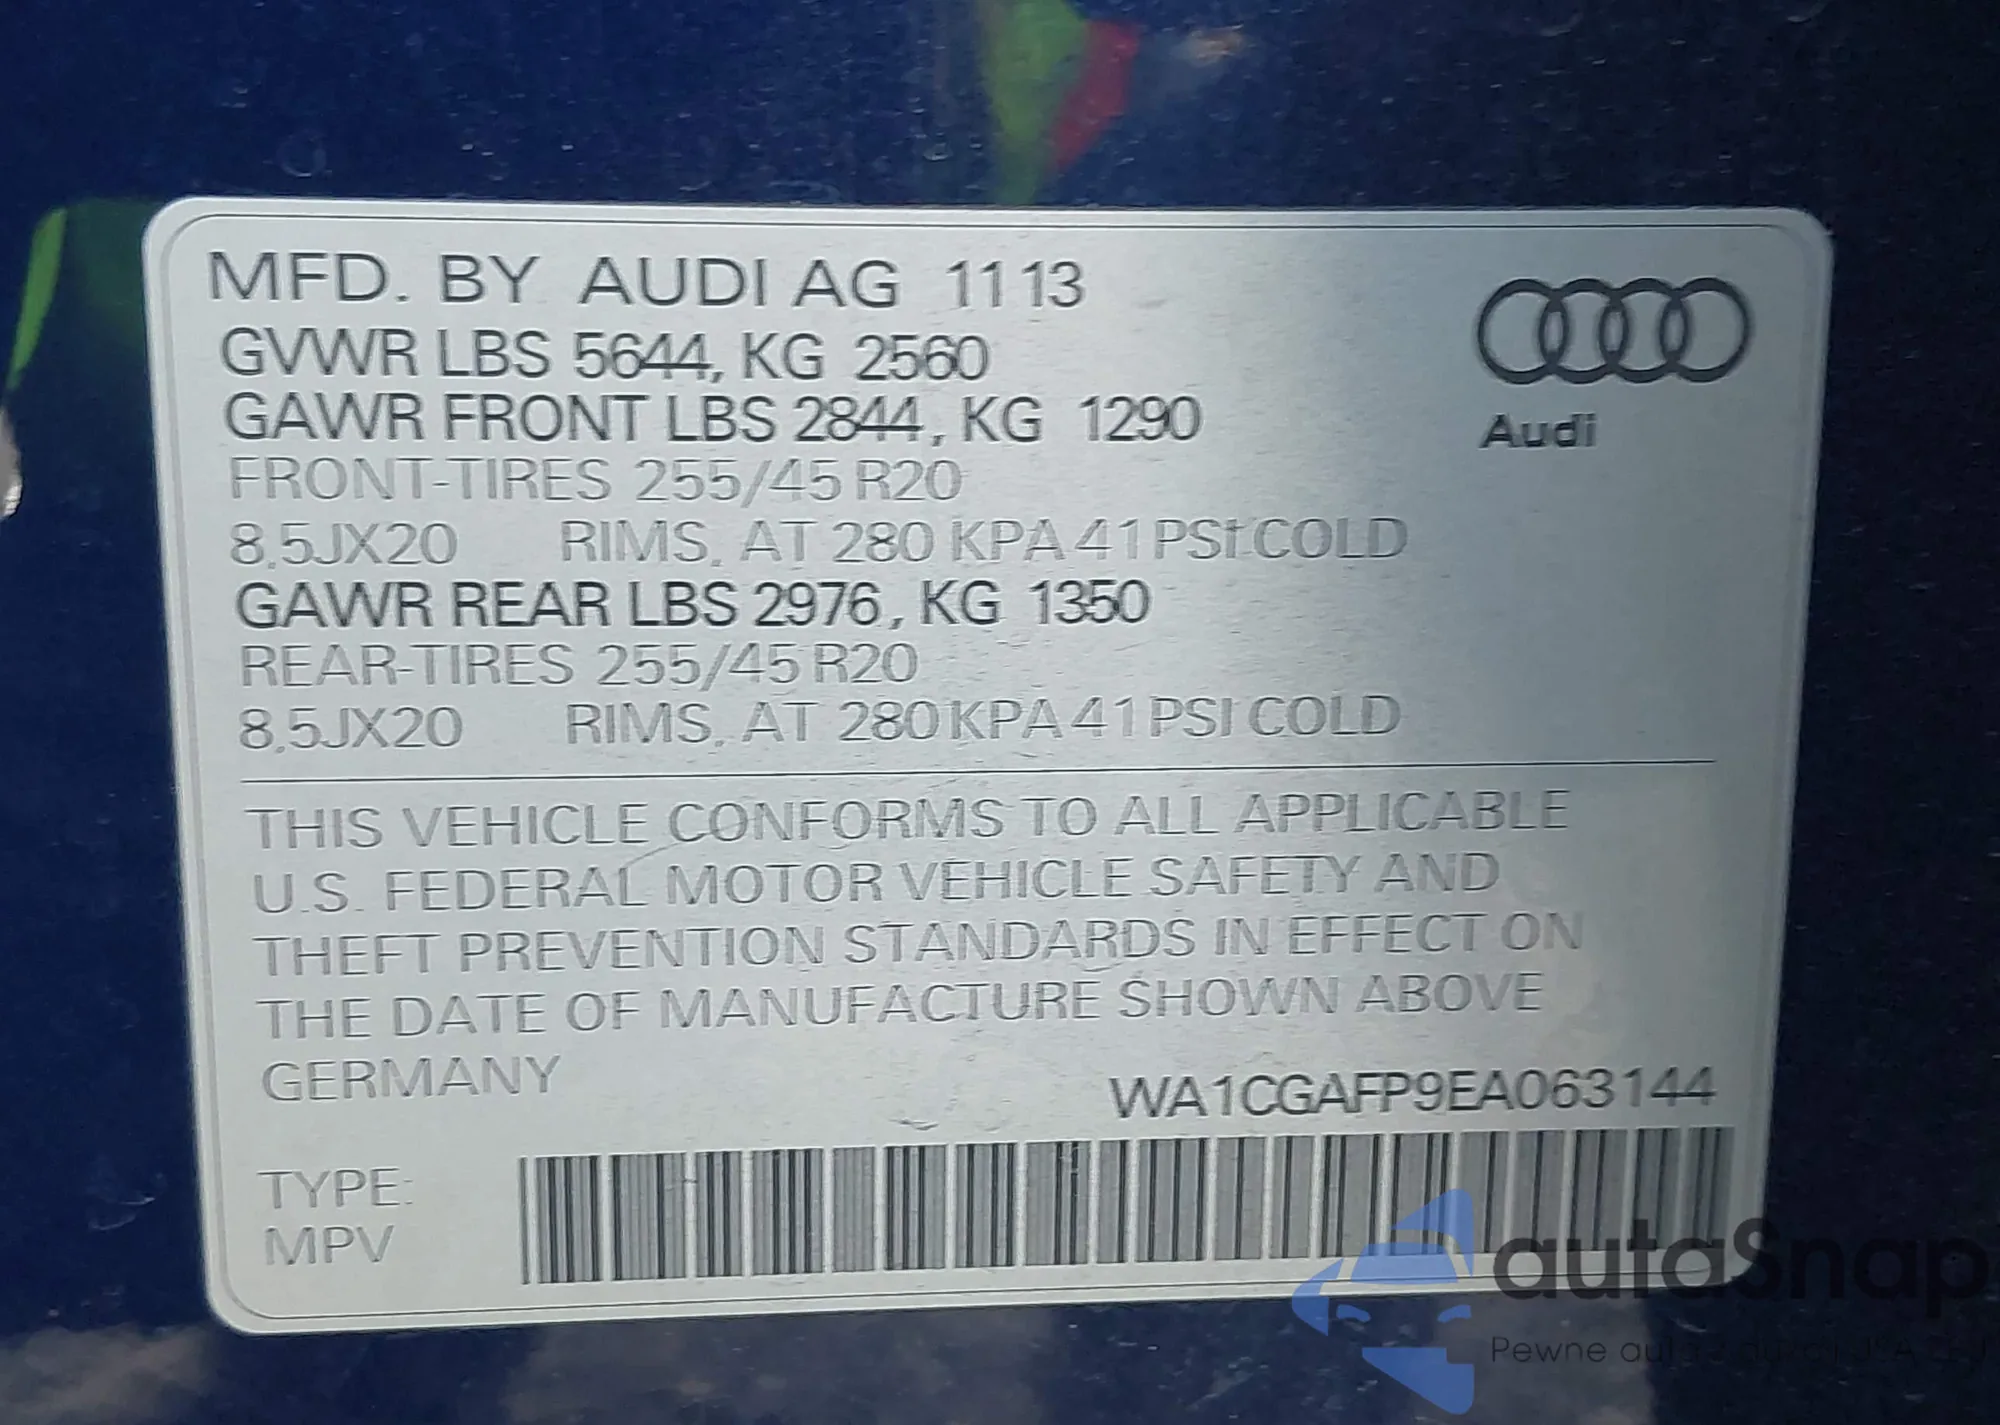 MFD. BY AUDI AG 11 13
GVWR LBS 5644, KG 2560
GAWR FRONT LBS 2844, KG 1290
FRONT-TIRES 255/45 R20
8.5JX20 RIMS, AT 280 KPA 41 PSI COLD
GAWR REAR LBS 2976, KG 1350
REAR-TIRES 255/45 R20
8.5JX20 RIMS, AT 280 KPA 41 PSI COLD
Audi
THIS VEHICLE CONFORMS TO ALL APPLICABLE
U.S. FEDERAL MOTOR VEHICLE SAFETY AND
THEFT PREVENTION STANDARDS IN EFFECT ON
THE DATE OF MANUFACTURE SHOWN ABOVE
GERMANY
WA1CGAFP9EA063144
TYPE:
MPV
autaSnap
Pewne